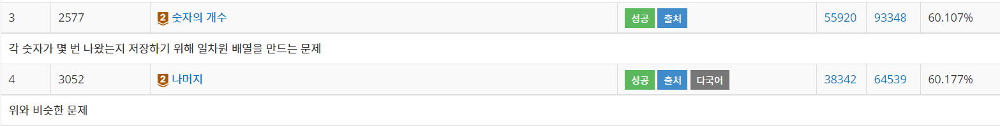 3 2577 2 숫자의 개수 성공 출처 55920 93348 60.107%
각 숫자가 몇 번 나왔는지 저장하기 위해 일차원 배열을 만드는 문제
4 3052 2 나머지 성공 출처 다국어 38342 64539 60.177%
위와 비슷한 문제